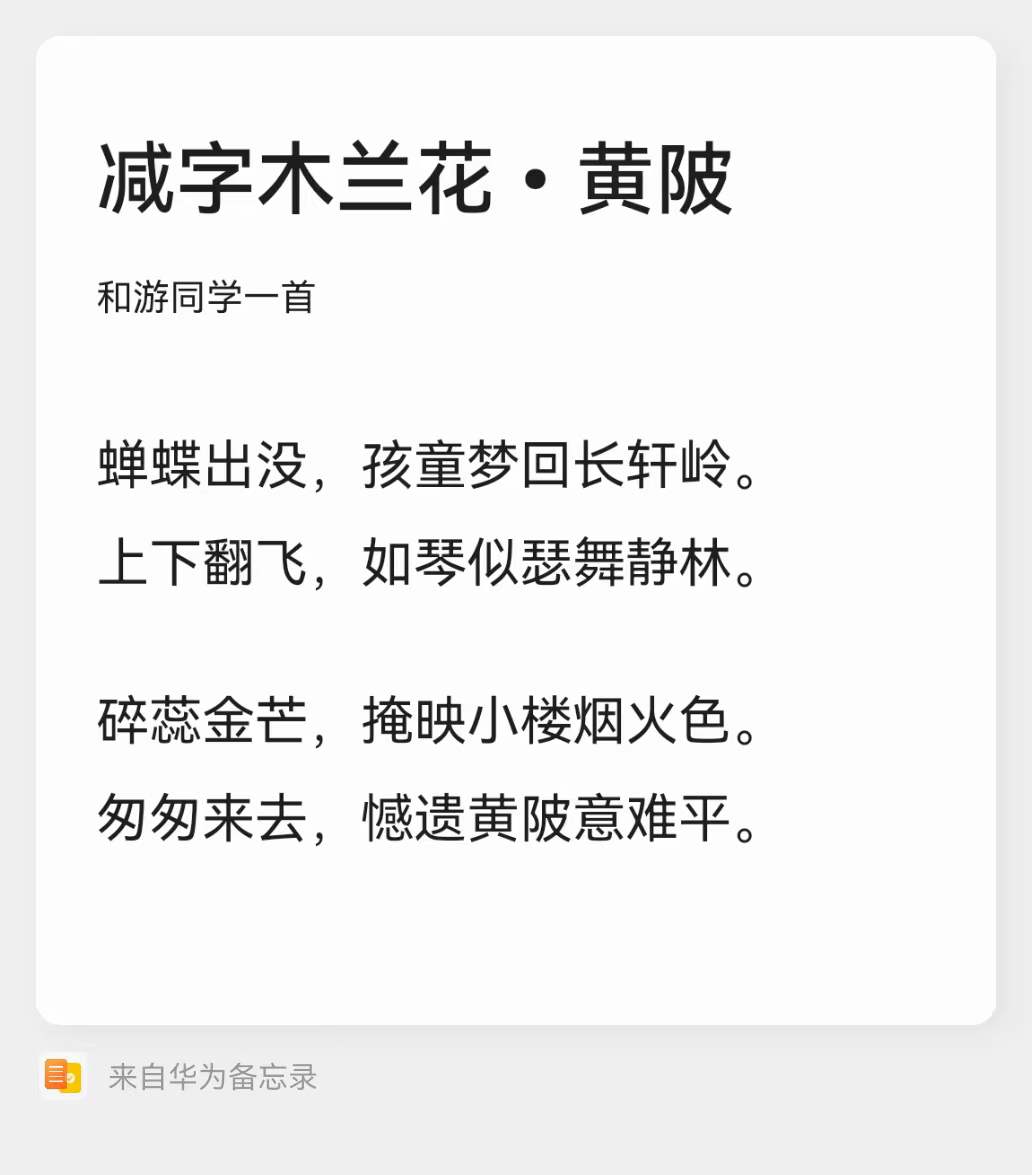 减字木兰花·黄陂
和游同学一首
蝉蝶出没，孩童梦回长轩岭。
上下翻飞，如琴似瑟舞静林。
碎蕊金芒，掩映小楼烟火色。
匆匆来去，憾遗黄陂意难平。
来自华为备忘录